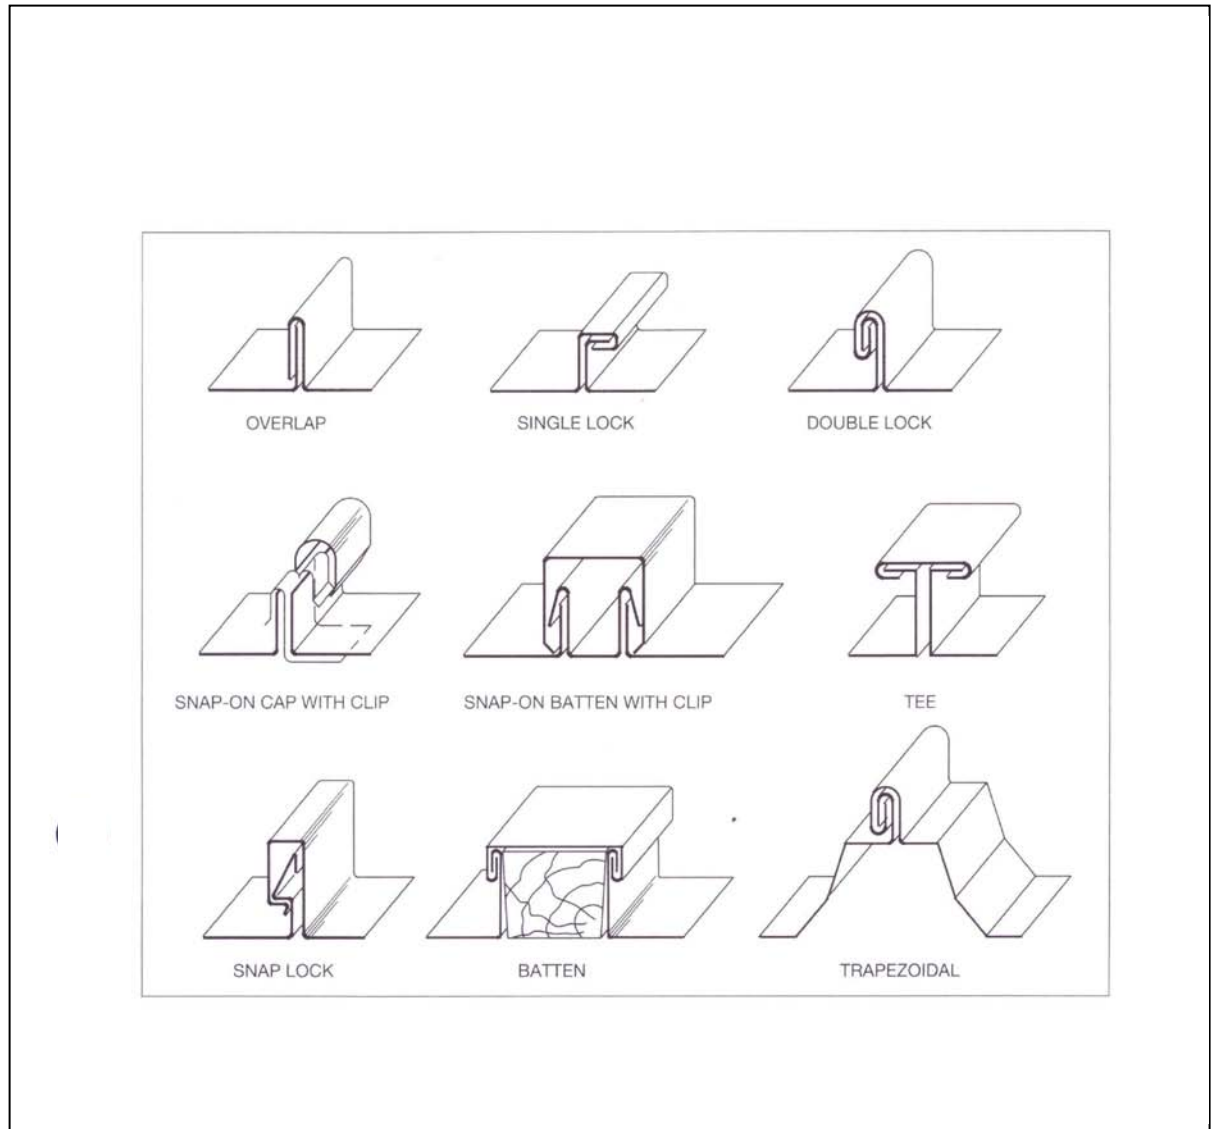 OVERLAP
SINGLE LOCK
DOUBLE LOCK
SNAP-ON CAP WITH CLIP
SNAP-ON BATTEN WITH CLIP
TEE
SNAP LOCK
BATTEN
TRAPEZOIDAL